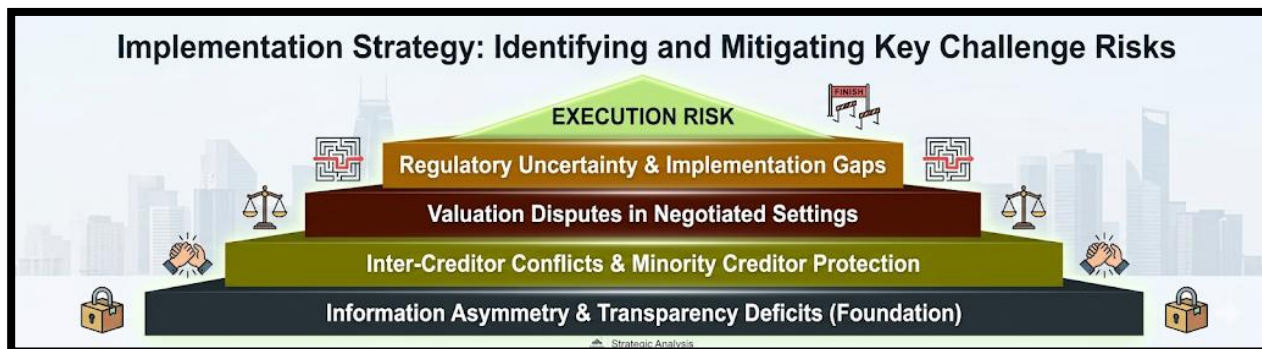 Implementation Strategy: Identifying and Mitigating Key Challenge Risks
FINISH
EXECUTION RISK
Regulatory Uncertainty & Implementation Gaps
Valuation Disputes in Negotiated Settings
Inter-Creditor Conflicts & Minority Creditor Protection
Information Asymmetry & Transparency Deficits (Foundation)
Strategic Analysis